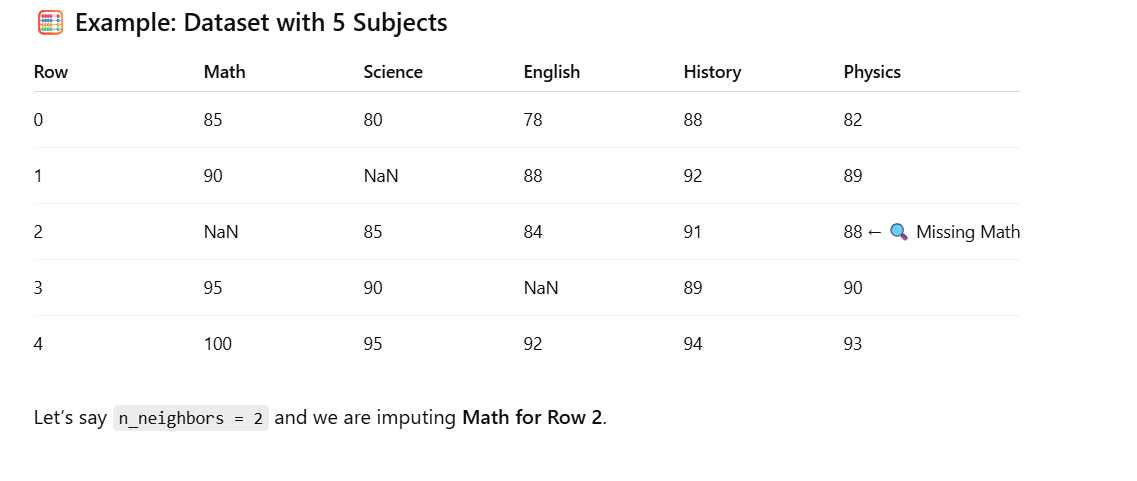 🧮 Example: Dataset with 5 Subjects
Row Math Science English History Physics
0 85 80 78 88 82
1 90 NaN 88 92 89
2 NaN 85 84 91 88 ← 🔍 Missing Math
3 95 90 NaN 89 90
4 100 95 92 94 93
Let's say n_neighbors = 2 and we are imputing Math for Row 2.